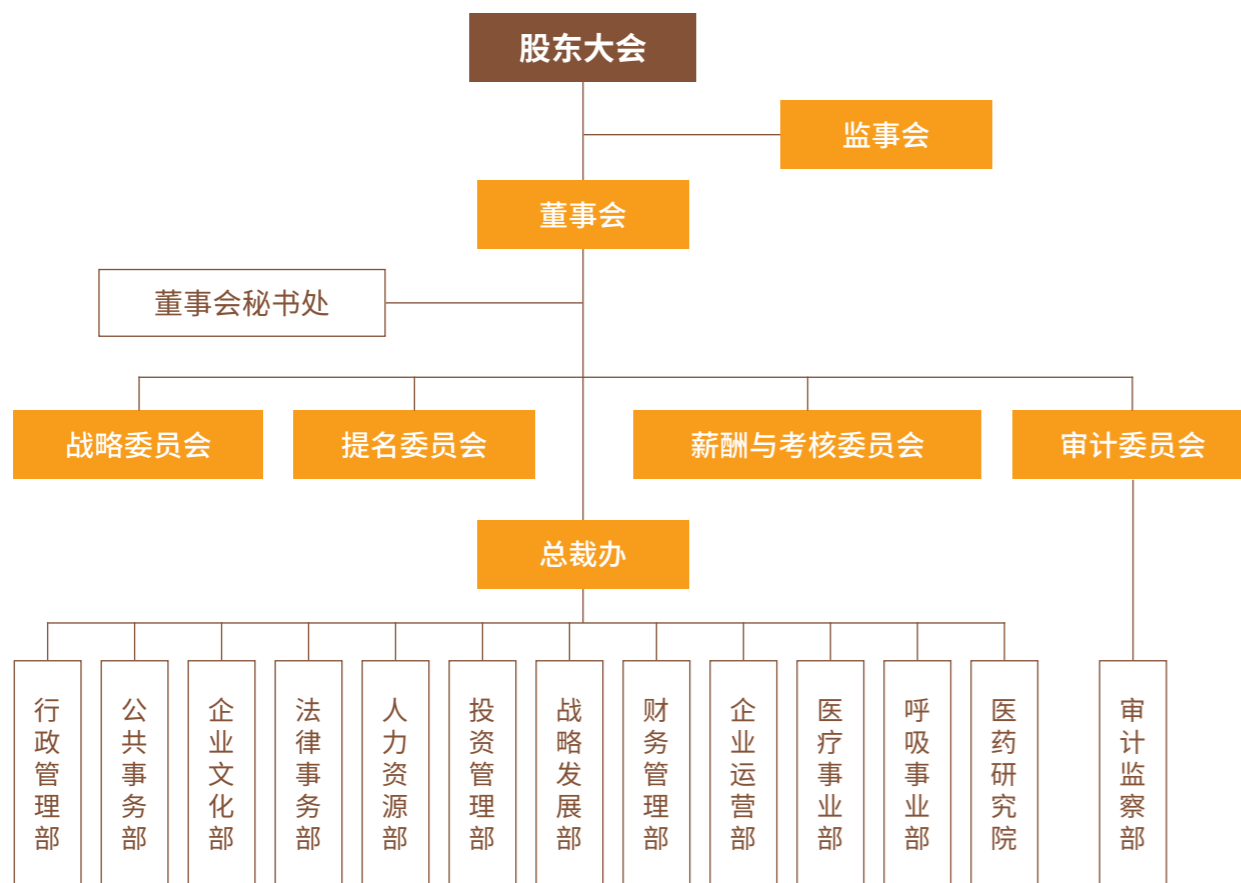 股东大会
监事会
董事会
董事会秘书处
战略委员会
提名委员会
薪酬与考核委员会
审计委员会
总裁办
行政管理部
公共事务部
企业文化部
法律事务部
人力资源部
投资管理部
战略发展部
财务管理部
企业运营部
医疗事业部
呼吸事业部
医药研究院
审计监察部